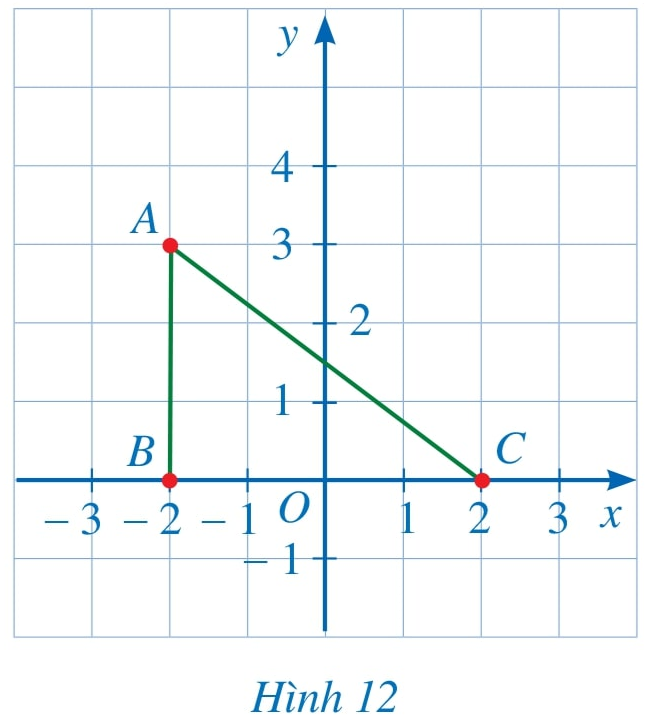 y
4
A
3
2
1
B C
– 3 – 2 – 1 O 1 2 3 x
– 1
Hình 12